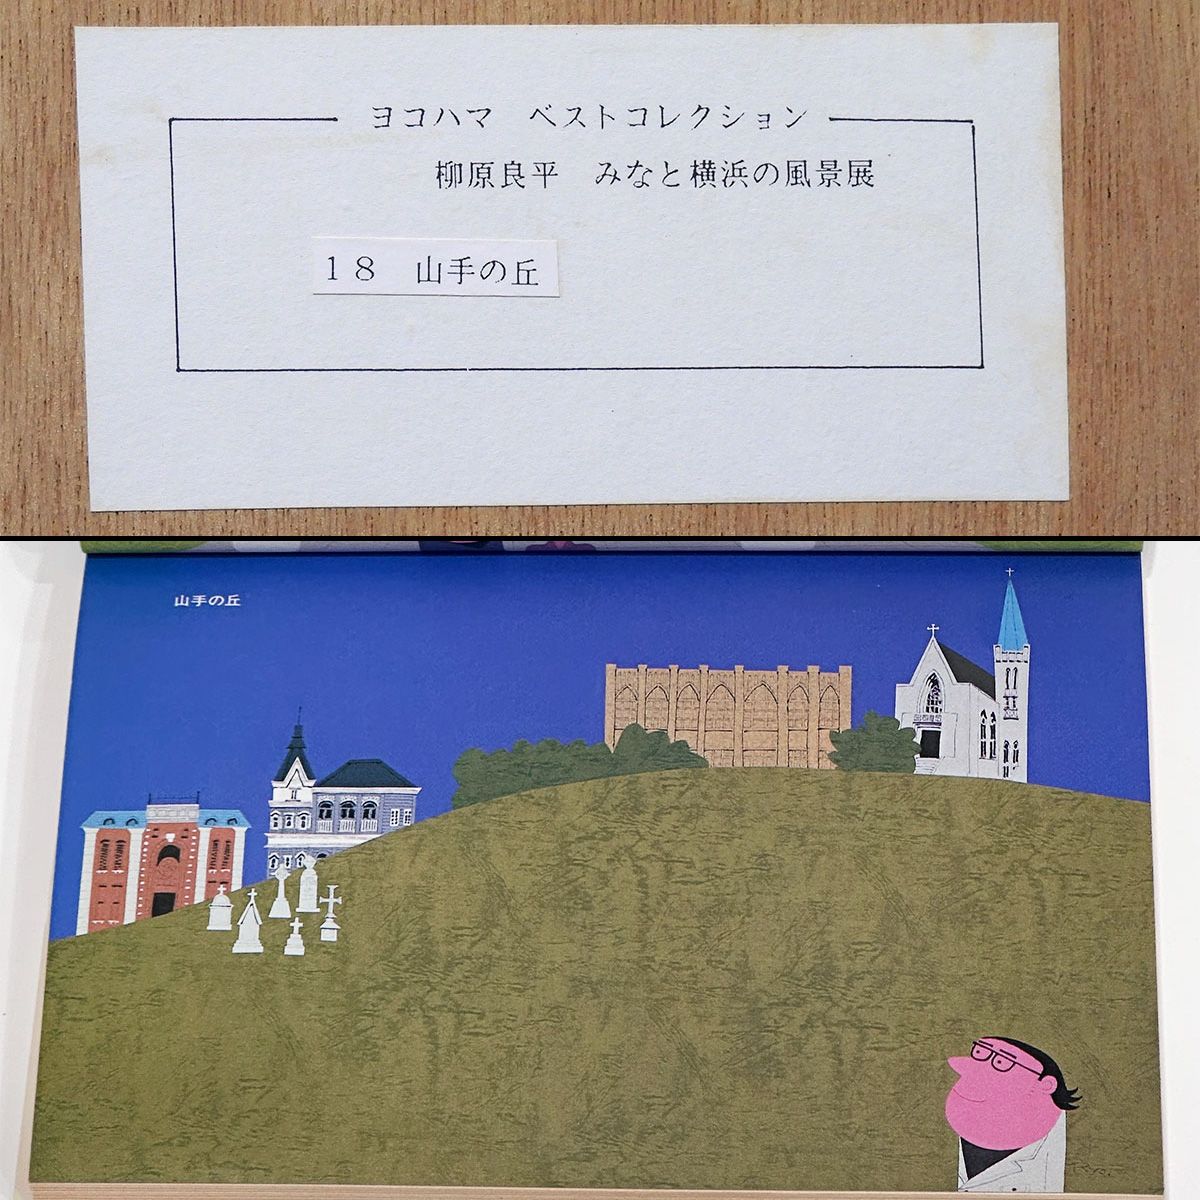 ヨコハマ　ベストコレクション
柳原良平　みなと横浜の風景展
１８　山手の丘
山手の丘